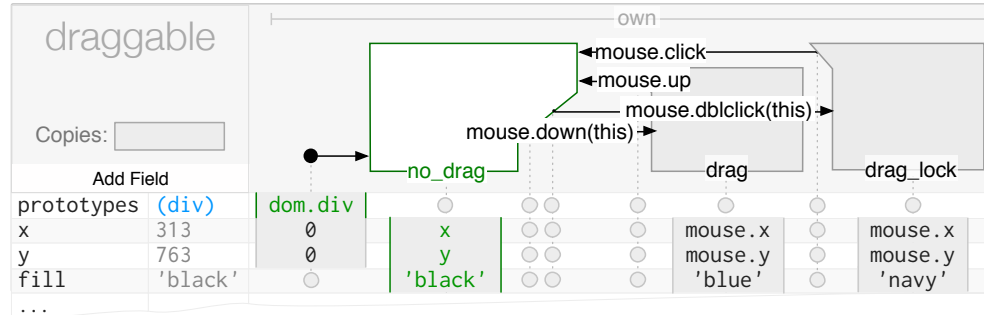 own
draggable
mouse.click
mouse.up
mouse.dblclick(this)
mouse.down(this)
Copies:
no_drag
drag
drag_lock
Add Field
prototypes (div) dom.div
x 313 0 x mouse.x mouse.x
y 763 0 y mouse.y mouse.y
fill 'black' 'black' 'blue' 'navy'
...